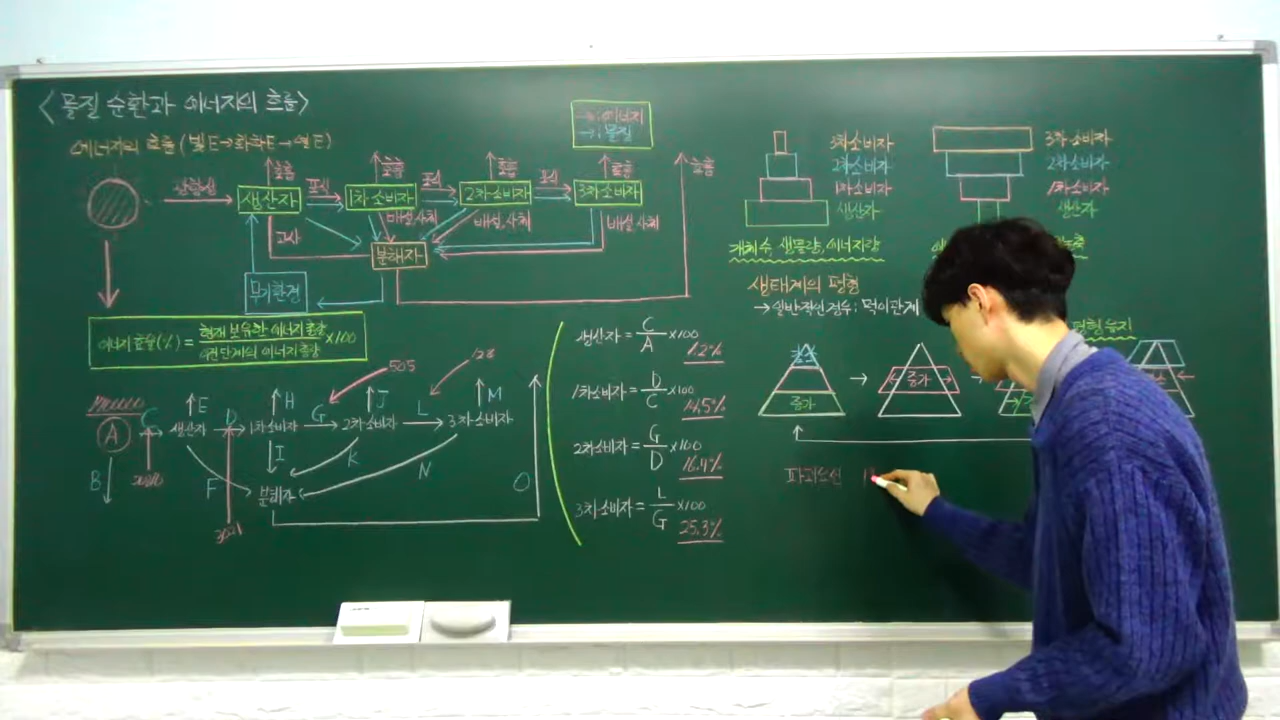 <물질 순환과 에너지의 흐름>
에너지의 흐름 (빛E→화학E→열E)
→:에너지
→:물질
광합성
생산자
호흡
포식
1차 소비자
호흡
포식
2차 소비자
호흡
포식
3차 소비자
호흡
호흡
고사
배설, 사체
배설, 사체
배설, 사체
분해자
무기환경
에너지 효율(%) = 현재 보유한 에너지 총량 / 전 단계의 에너지 총량 ×100
A
B
C
생산자
E
D
1차소비자
H
G
505
2차소비자
J
L
128
3차소비자
M
F
I
K
N
분해자
O
생산자 = C/A ×100
1.2%
1차소비자 = D/C ×100
14.5%
2차소비자 = G/D ×100
16.4%
3차소비자 = L/G ×100
25.3%
3차소비자
2차소비자
1차소비자
생산자
개체수, 생물량, 에너지량
3차 소비자
2차 소비자
1차 소비자
생산자
농축
생태계의 평형
→일반적인 경우: 먹이관계
평형 유지
감소
증가
→
증가
→